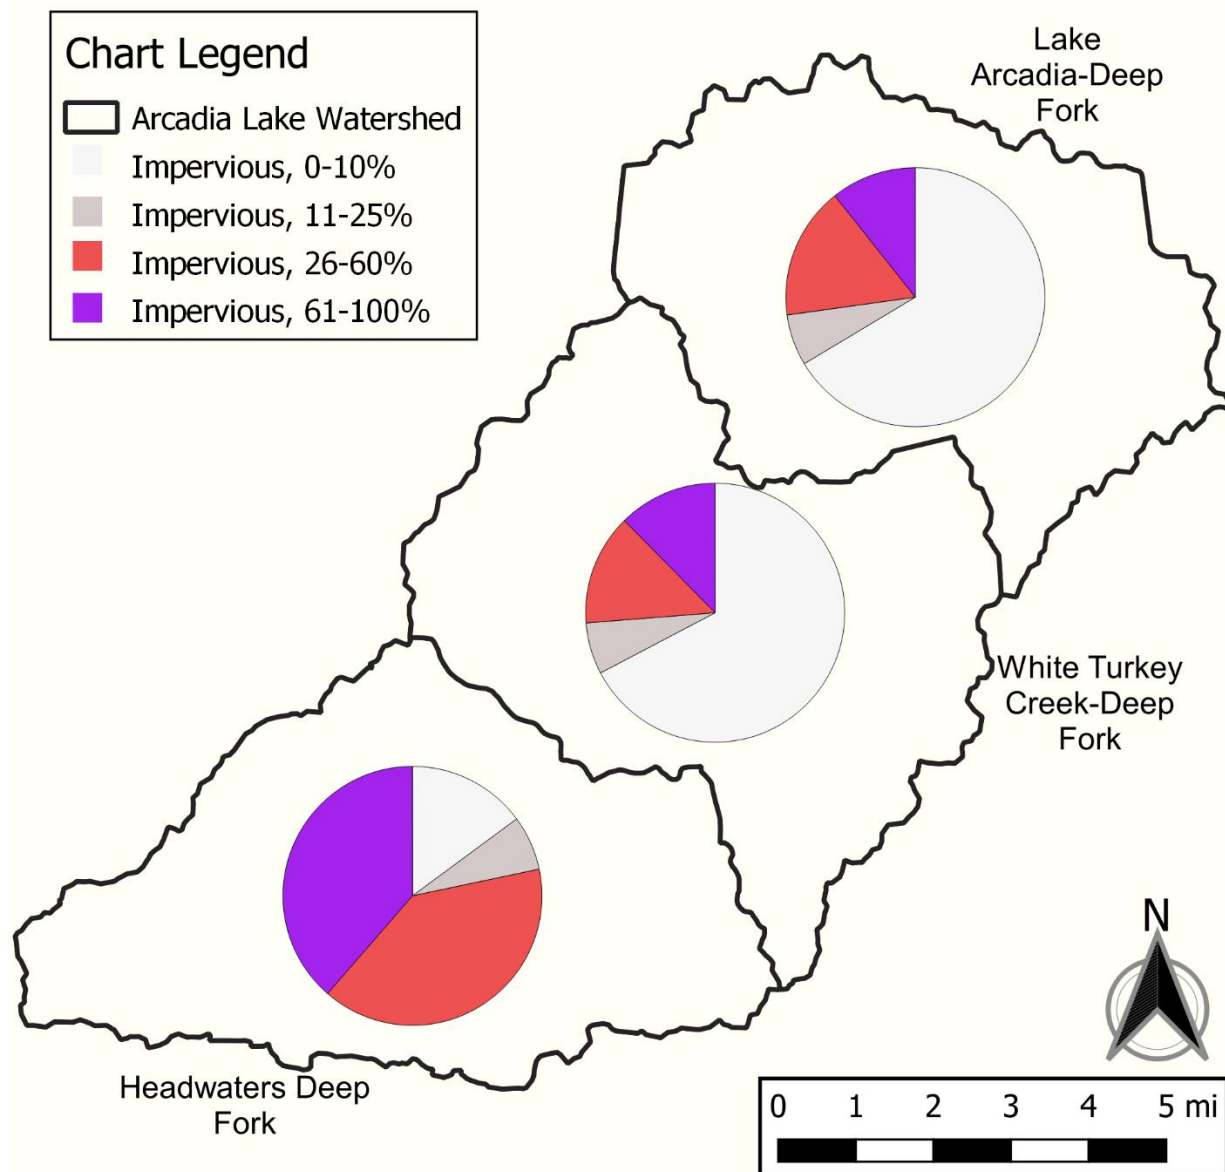 Chart Legend
Arcadia Lake Watershed
Impervious, 0-10%
Impervious, 11-25%
Impervious, 26-60%
Impervious, 61-100%
Lake
Arcadia-Deep
Fork
White Turkey
Creek-Deep
Fork
Headwaters Deep
Fork
N
0 1 2 3 4 5 mi